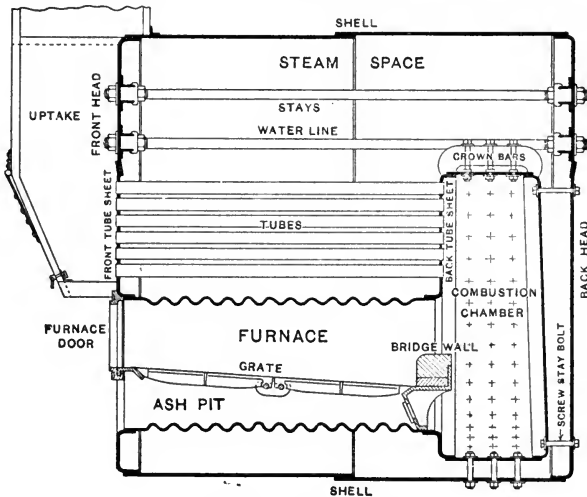 SHELL
STEAM SPACE
UPTAKE
FRONT HEAD
STAYS
WATER LINE
CROWN BARS
FRONT TUBE SHEET
TUBES
BACK TUBE SHEET
BACK HEAD
COMBUSTION
CHAMBER
FURNACE
DOOR
FURNACE
BRIDGE WALL
GRATE
ASH PIT
SCREW STAY BOLT
SHELL